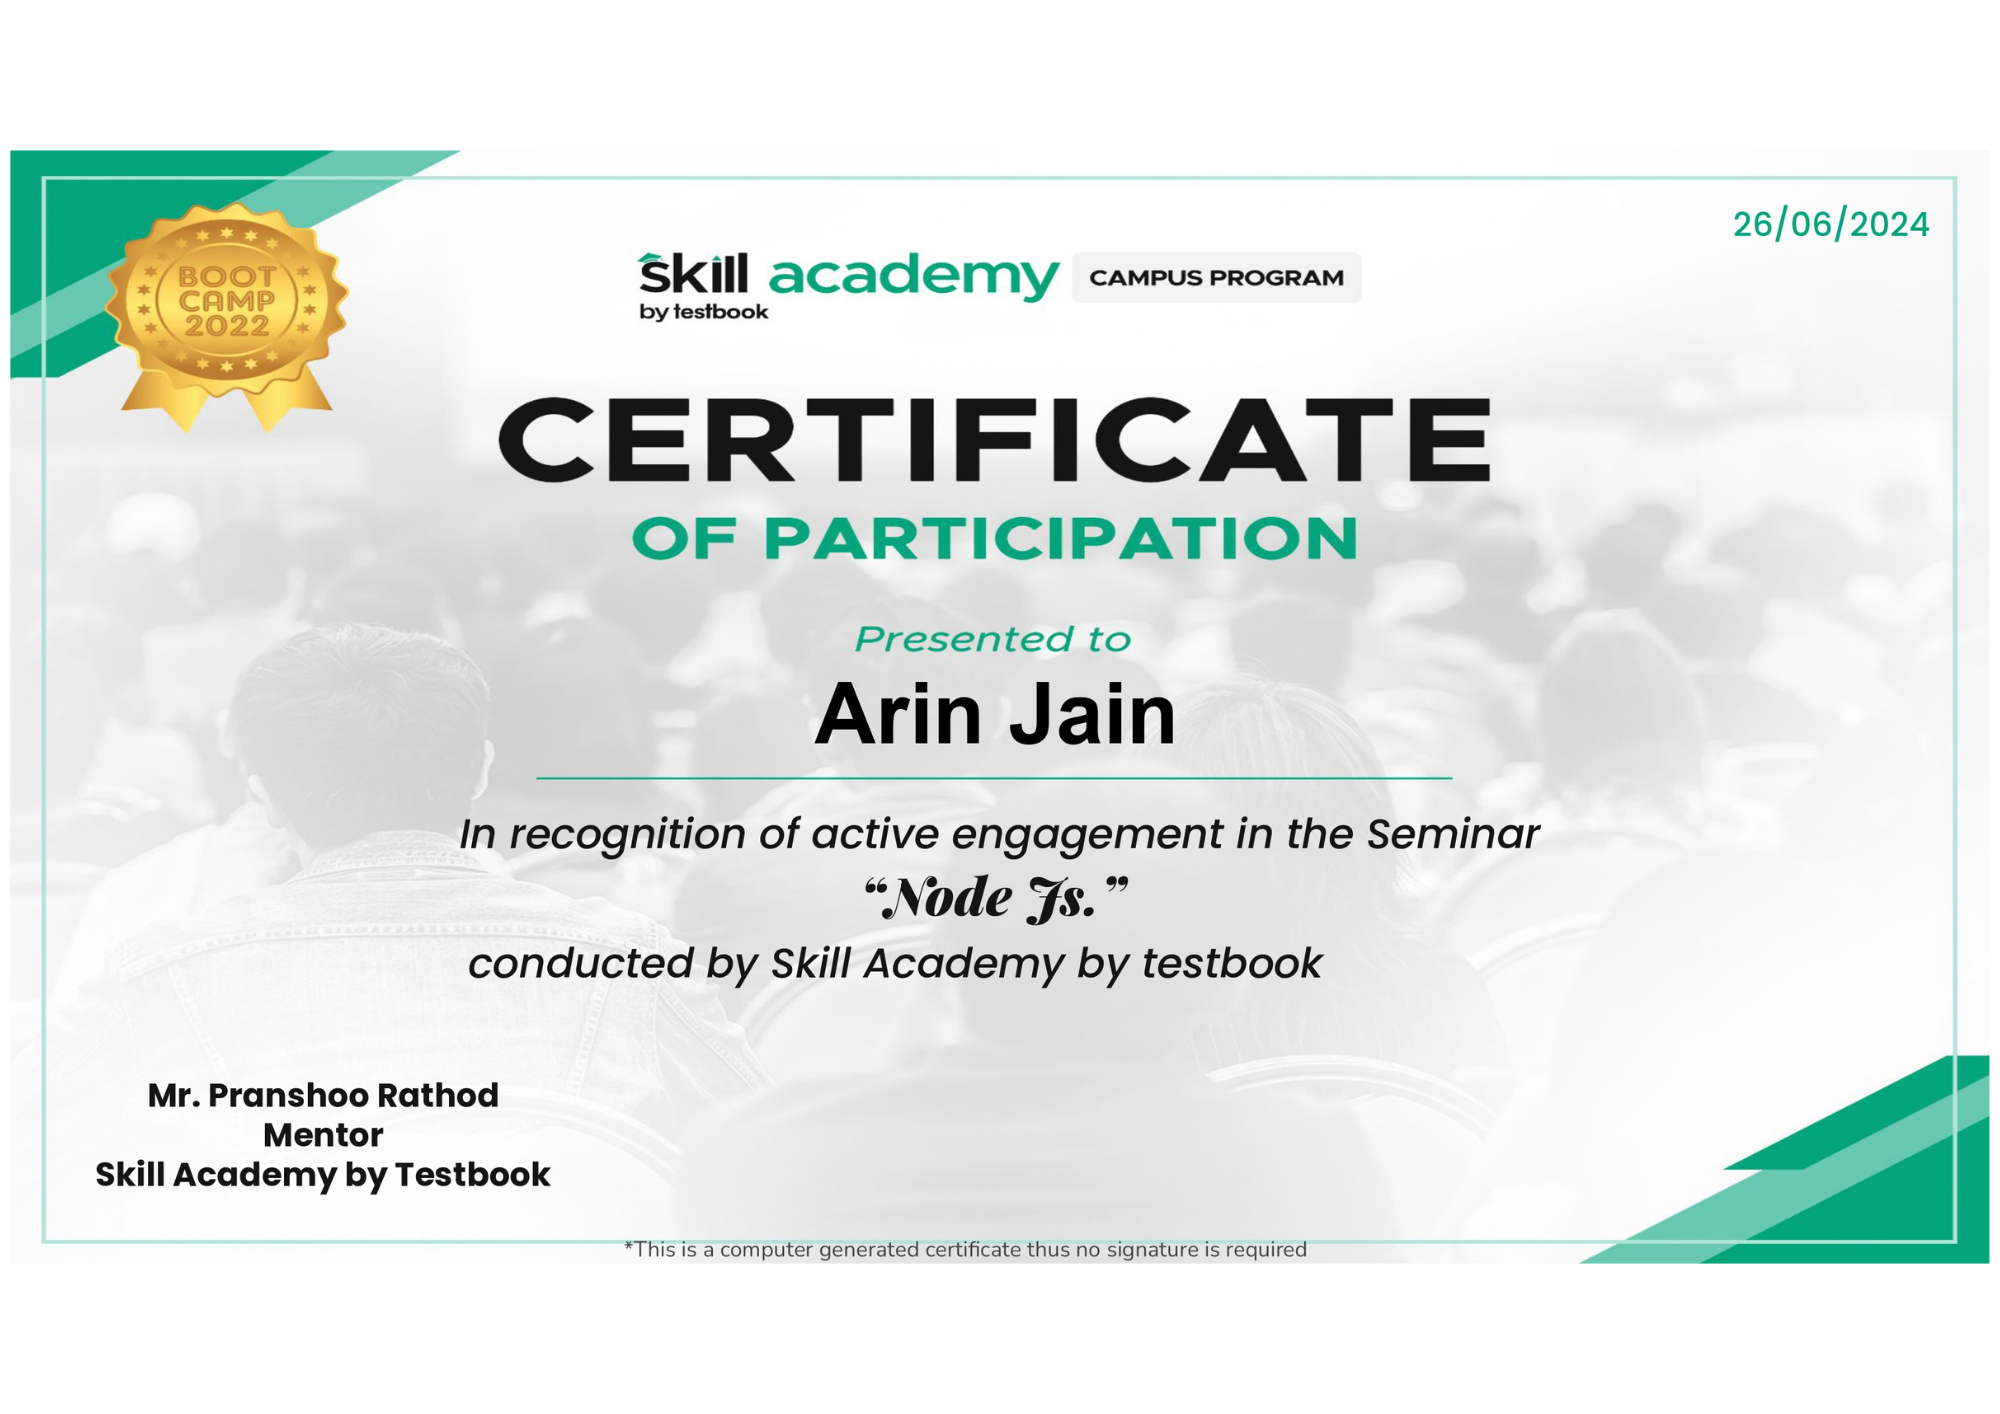 26/06/2024
BOOT
CAMP
2022
skill academy CAMPUS PROGRAM
by testbook
CERTIFICATE
OF PARTICIPATION
Presented to
Arin Jain
In recognition of active engagement in the Seminar
“Node Js.”
conducted by Skill Academy by testbook
Mr. Pranshoo Rathod
Mentor
Skill Academy by Testbook
*This is a computer generated certificate thus no signature is required